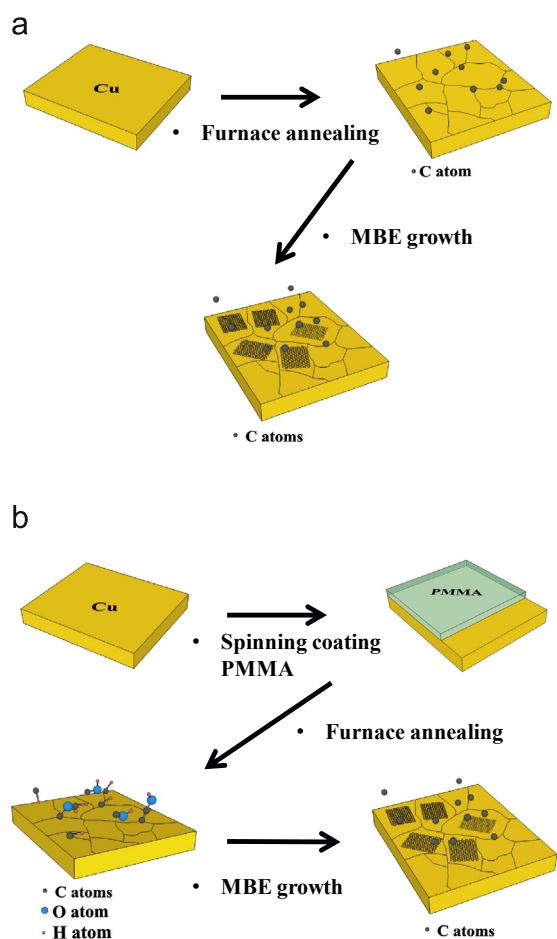 a
Cu
• Furnace annealing
C atom
• MBE growth
C atoms
b
Cu
PMMA
• Spinning coating
PMMA
• Furnace annealing
C atoms
O atom
H atom
• MBE growth
C atoms